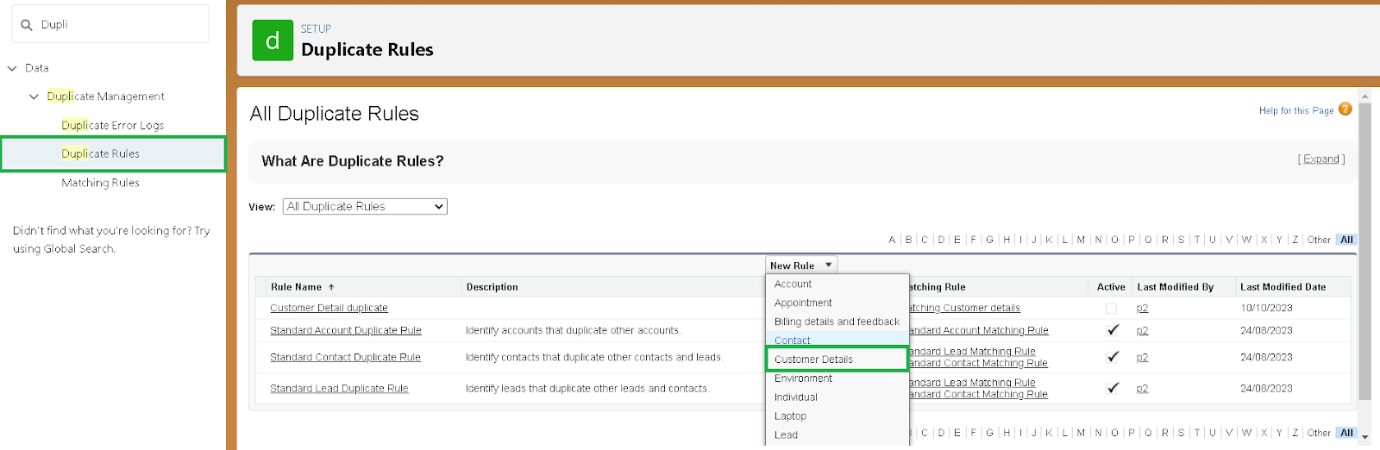 Dupli
Data
Duplicate Management
Duplicate Error Logs
Duplicate Rules
Matching Rules
Didn't find what you're looking for? Try
using Global Search.
d
SETUP
Duplicate Rules
All Duplicate Rules
Help for this Page ?
What Are Duplicate Rules?
[ Expand ]
View: All Duplicate Rules
A | B | C | D | E | F | G | H | I | J | K | L | M | N | O | P | Q | R | S | T | U | V | W | X | Y | Z | Other | All
New Rule
Rule Name ↑ Description Matching Rule Active Last Modified By Last Modified Date
Customer Detail duplicate atching Customer details p2 10/10/2023
Standard Account Duplicate Rule Identify accounts that duplicate other accounts. tandard Account Matching Rule p2 24/08/2023
Standard Contact Duplicate Rule Identify contacts that duplicate other contacts and leads. tandard Lead Matching Rule
tandard Contact Matching Rule p2 24/08/2023
Standard Lead Duplicate Rule Identify leads that duplicate other leads and contacts. tandard Lead Matching Rule
tandard Contact Matching Rule p2 24/08/2023
Account
Appointment
Billing details and feedback
Contact
Customer Details
Environment
Individual
Laptop
Lead
C | D | E | F | G | H | I | J | K | L | M | N | O | P | Q | R | S | T | U | V | W | X | Y | Z | Other | All